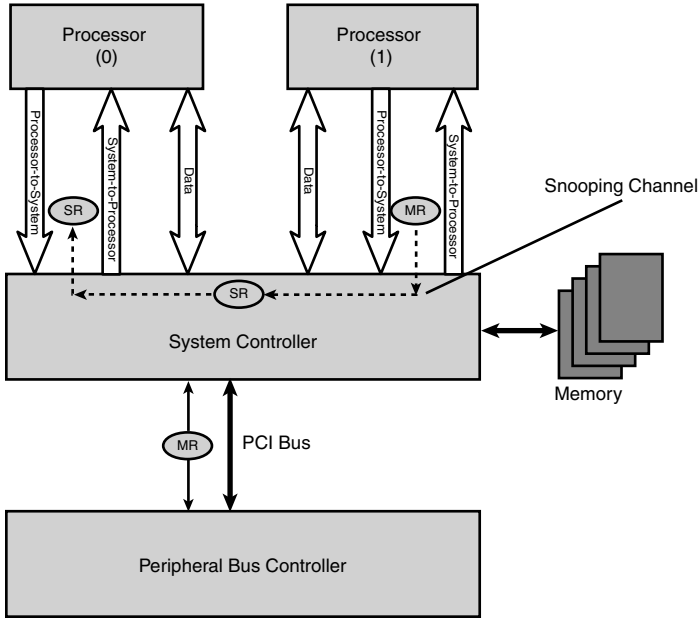 Processor
(0)
Processor
(1)
Processor-to-System
System-to-Processor
Data
Data
Processor-to-System
System-to-Processor
Snooping Channel
SR
MR
SR
System Controller
Memory
MR
PCI Bus
Peripheral Bus Controller